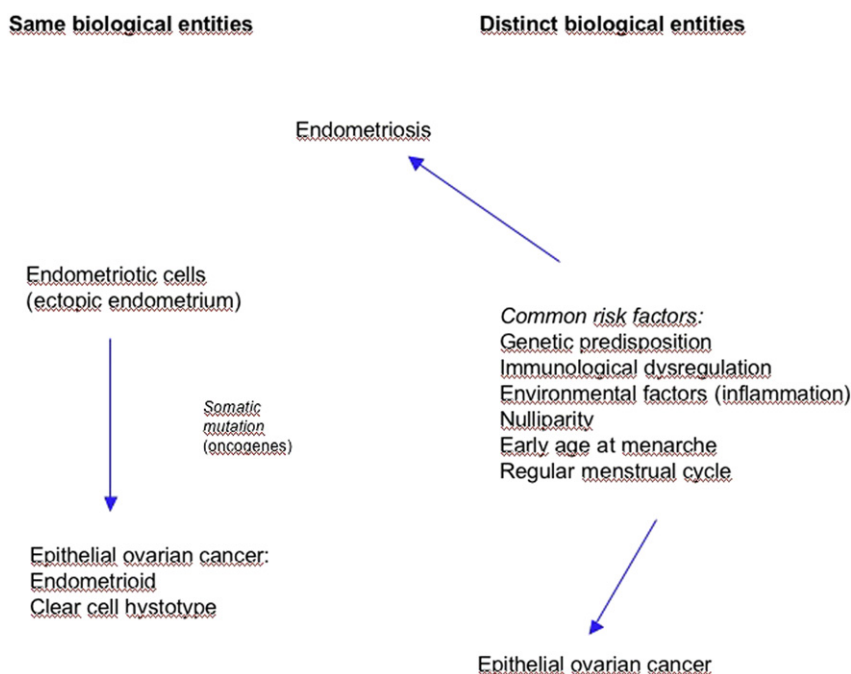 Same biological entities
Distinct biological entities
Endometriosis
Endometriotic cells
(ectopic endometrium)
Somatic
mutation
(oncogenes)
Epithelial ovarian cancer:
Endometrioid
Clear cell hystotype
Common risk factors:
Genetic predisposition
Immunological dysregulation
Environmental factors (inflammation)
Nulliparity
Early age at menarche
Regular menstrual cycle
Epithelial ovarian cancer